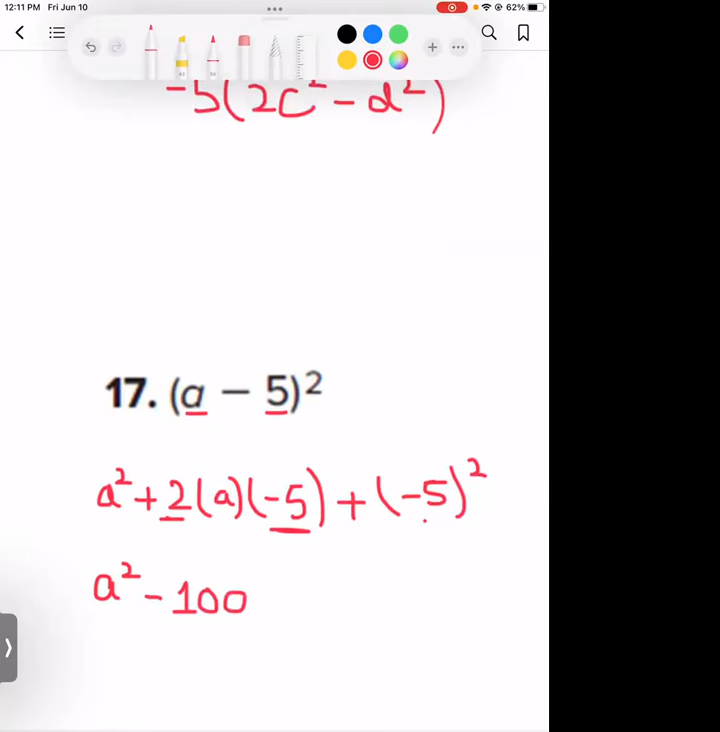 12:11 PM Fri Jun 10 62%
-5(2c² - d²)
17. (a - 5)²
a² + 2(a)(-5) + (-5)²
a² - 100